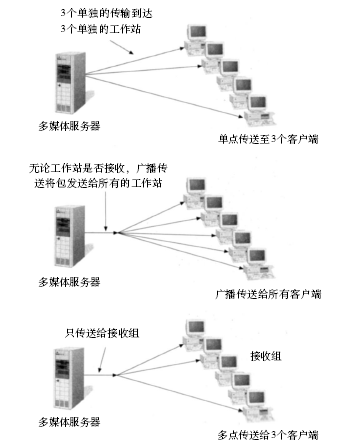 3个单独的传输到达
3个单独的工作站
多媒体服务器
单点传送至3个客户端
无论工作站是否接收，广播传
送将包发送给所有的工作站
多媒体服务器
广播传送给所有客户端
只传送给接收组
接收组
多媒体服务器
多点传送给3个客户端